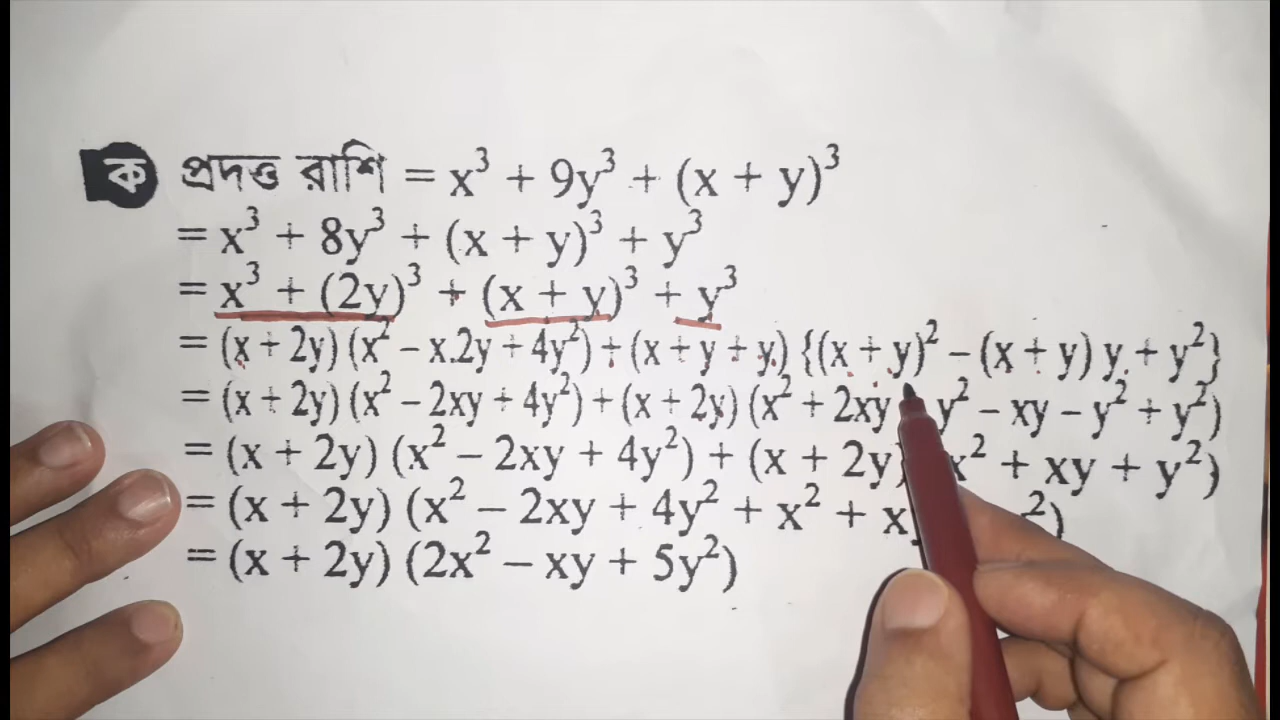 ক প্রদত্ত রাশি = x³ + 9y³ + (x + y)³
= x³ + 8y³ + (x + y)³ + y³
= x³ + (2y)³ + (x + y)³ + y³
= (x + 2y) (x² – x.2y + 4y²) + (x + y + y) {(x + y)² – (x + y) y + y²}
= (x + 2y) (x² – 2xy + 4y²) + (x + 2y) (x² + 2xy y² – xy – y² + y²)
= (x + 2y) (x² – 2xy + 4y²) + (x + 2y) x² + xy + y²)
= (x + 2y) (x² – 2xy + 4y² + x² + x ²)
= (x + 2y) (2x² – xy + 5y²)